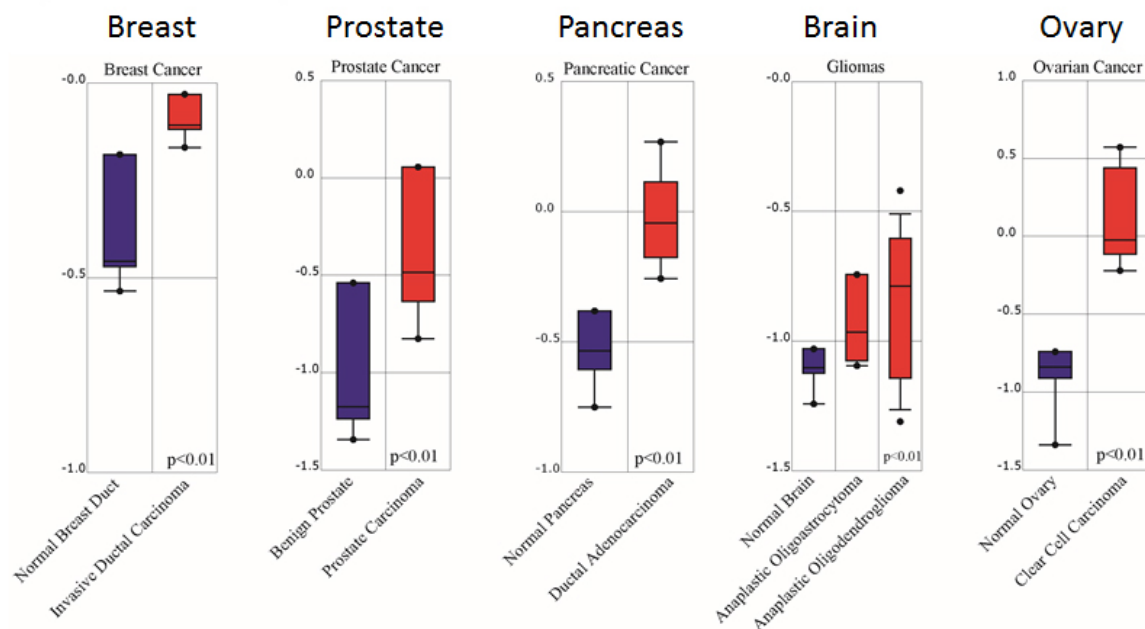 Breast
Prostate
Pancreas
Brain
Ovary
Breast Cancer
-0.0
-0.5
-1.0
p<0.01
Normal Breast Duct
Invasive Ductal Carcinoma
Prostate Cancer
0.5
0.0
-0.5
-1.0
-1.5
p<0.01
Benign Prostate
Prostate Carcinoma
Pancreatic Cancer
0.5
0.0
-0.5
-1.0
p<0.01
Normal Pancreas
Ductal Adenocarcinoma
Gliomas
-0.0
-0.5
-1.0
-1.5
p<0.01
Normal Brain
Anaplastic Oligoastrocytoma
Anaplastic Oligodendroglioma
Ovarian Cancer
1.0
0.5
0.0
-0.5
-1.0
-1.5
p<0.01
Normal Ovary
Clear Cell Carcinoma